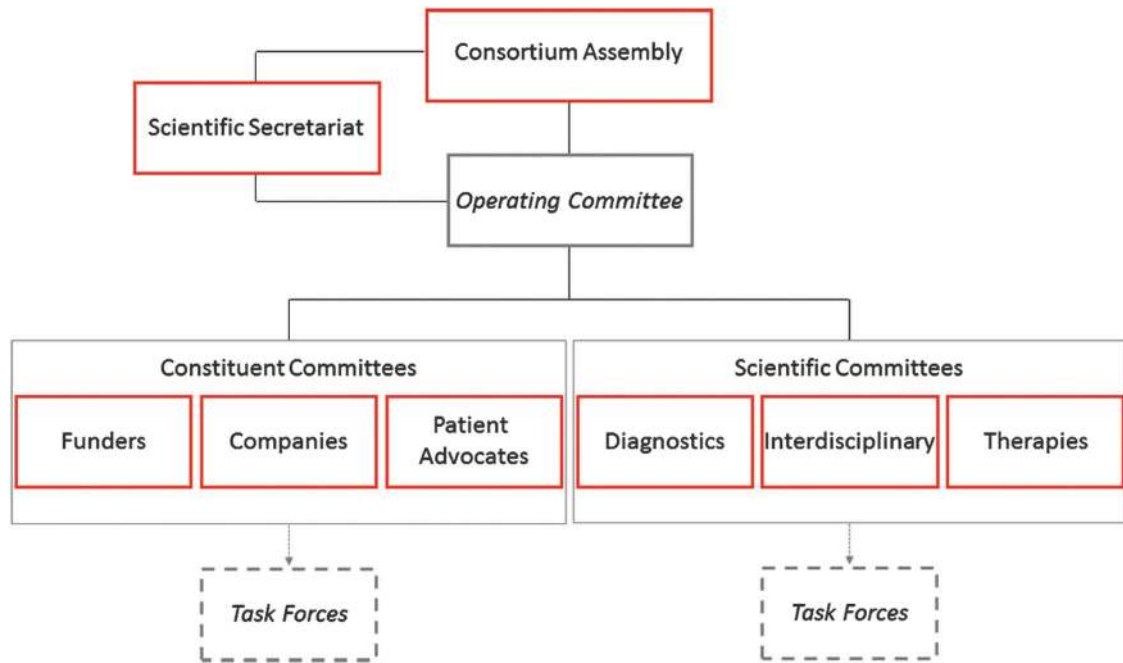 Consortium Assembly
Scientific Secretariat
Operating Committee
Constituent Committees
Funders
Companies
Patient
Advocates
Scientific Committees
Diagnostics
Interdisciplinary
Therapies
Task Forces
Task Forces